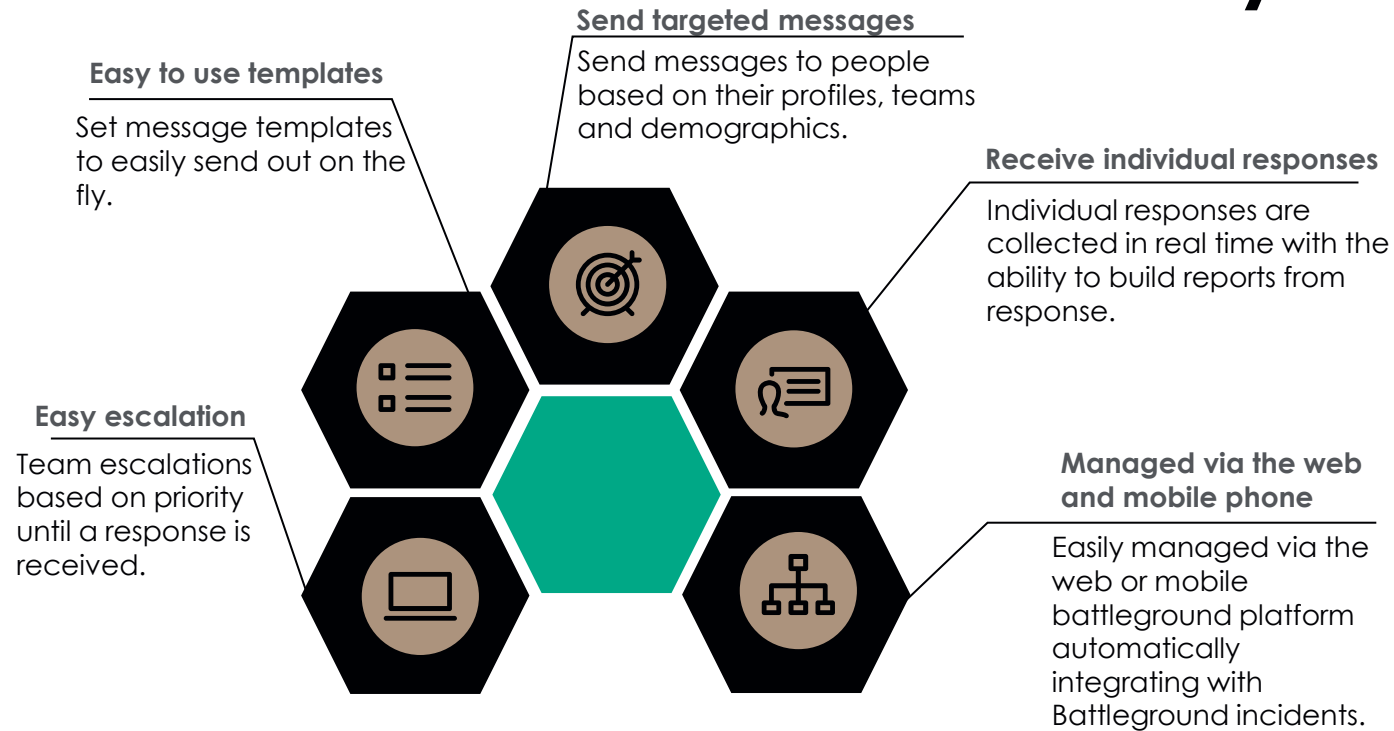 Send targeted messages
Send messages to people
based on their profiles, teams
and demographics.
Easy to use templates
Set message templates
to easily send out on the
fly.
Receive individual responses
Individual responses are
collected in real time with the
ability to build reports from
response.
Easy escalation
Team escalations
based on priority
until a response is
received.
Managed via the web
and mobile phone
Easily managed via the
web or mobile
battleground platform
automatically
integrating with
Battleground incidents.